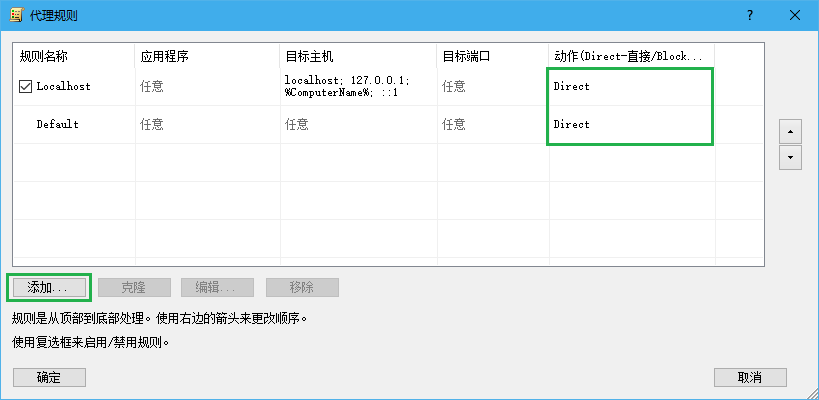 代理规则
规则名称 应用程序 目标主机 目标端口 动作(Direct-直接/Block...
Localhost 任意 localhost; 127.0.0.1; %ComputerName%; ::1 任意 Direct
Default 任意 任意 任意 Direct
添加... 克隆 编辑... 移除
规则是从顶部到底部处理。使用右边的箭头来更改顺序。
使用复选框来启用/禁用规则。
确定 取消